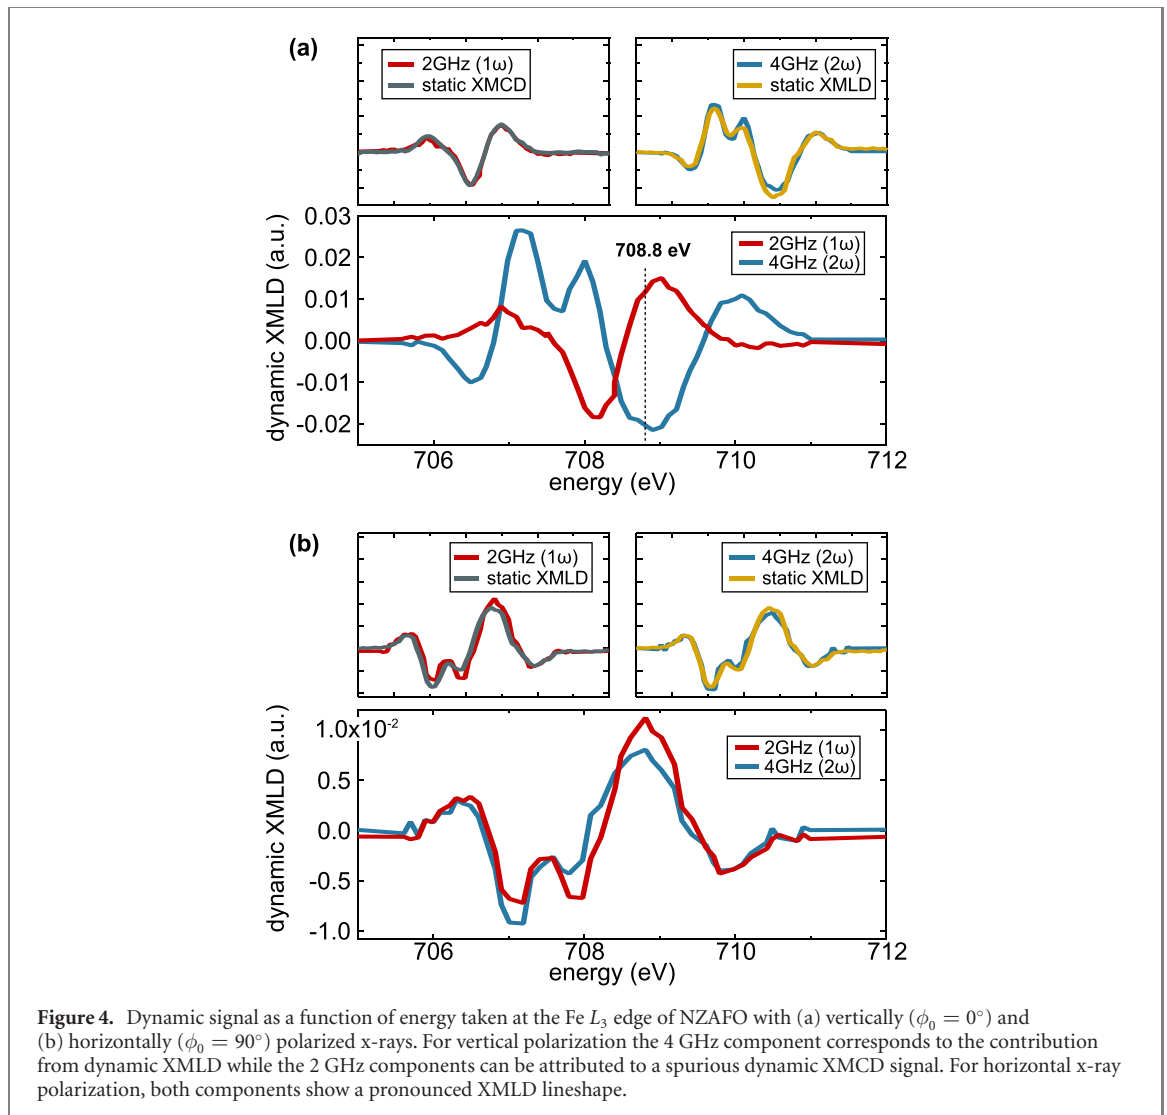 (a)
2GHz (1ω)
static XMCD
4GHz (2ω)
static XMLD
dynamic XMLD (a.u.)
0.03
0.02
0.01
0.00
-0.01
-0.02
708.8 eV
2GHz (1ω)
4GHz (2ω)
706
708
710
712
energy (eV)
(b)
2GHz (1ω)
static XMLD
4GHz (2ω)
static XMLD
dynamic XMLD (a.u.)
1.0x10⁻²
0.5
0.0
-0.5
-1.0
2GHz (1ω)
4GHz (2ω)
706
708
710
712
energy (eV)
Figure 4. Dynamic signal as a function of energy taken at the Fe L₃ edge of NZAFO with (a) vertically (ϕ₀ = 0°) and
(b) horizontally (ϕ₀ = 90°) polarized x-rays. For vertical polarization the 4 GHz component corresponds to the contribution
from dynamic XMLD while the 2 GHz components can be attributed to a spurious dynamic XMCD signal. For horizontal x-ray
polarization, both components show a pronounced XMLD lineshape.